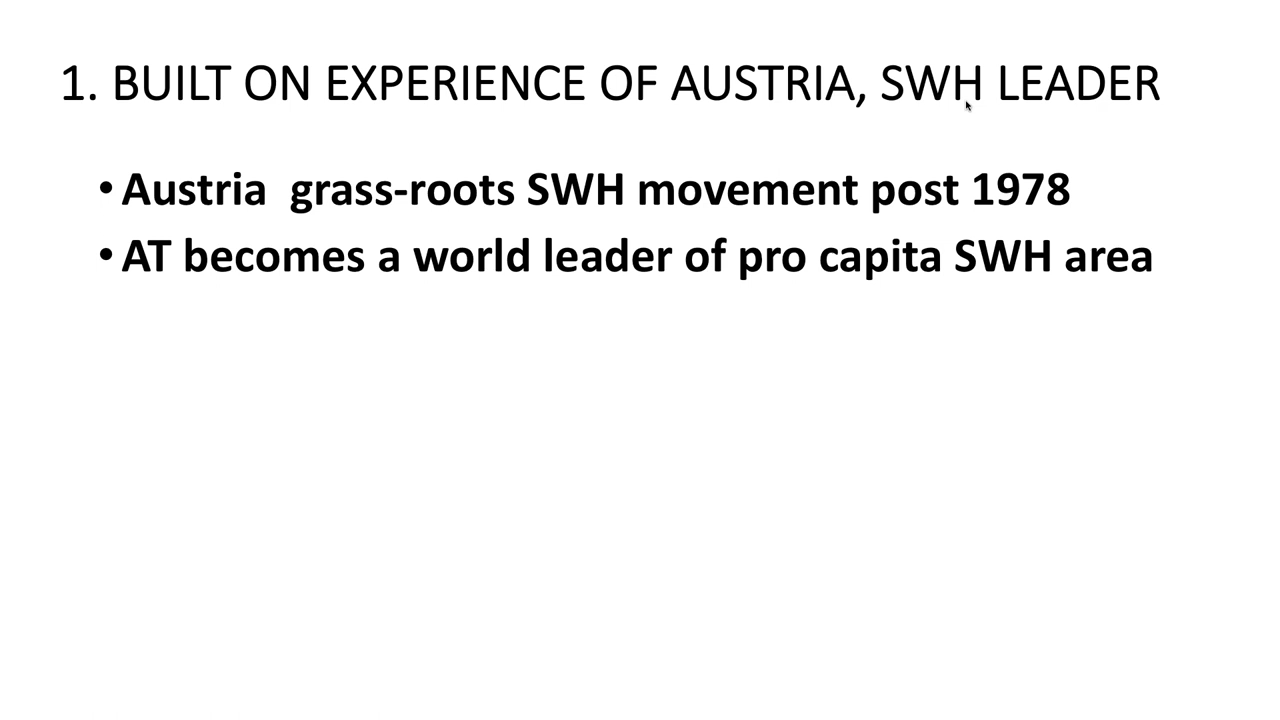 1. BUILT ON EXPERIENCE OF AUSTRIA, SWH LEADER
• Austria  grass-roots SWH movement post 1978
• AT becomes a world leader of pro capita SWH area